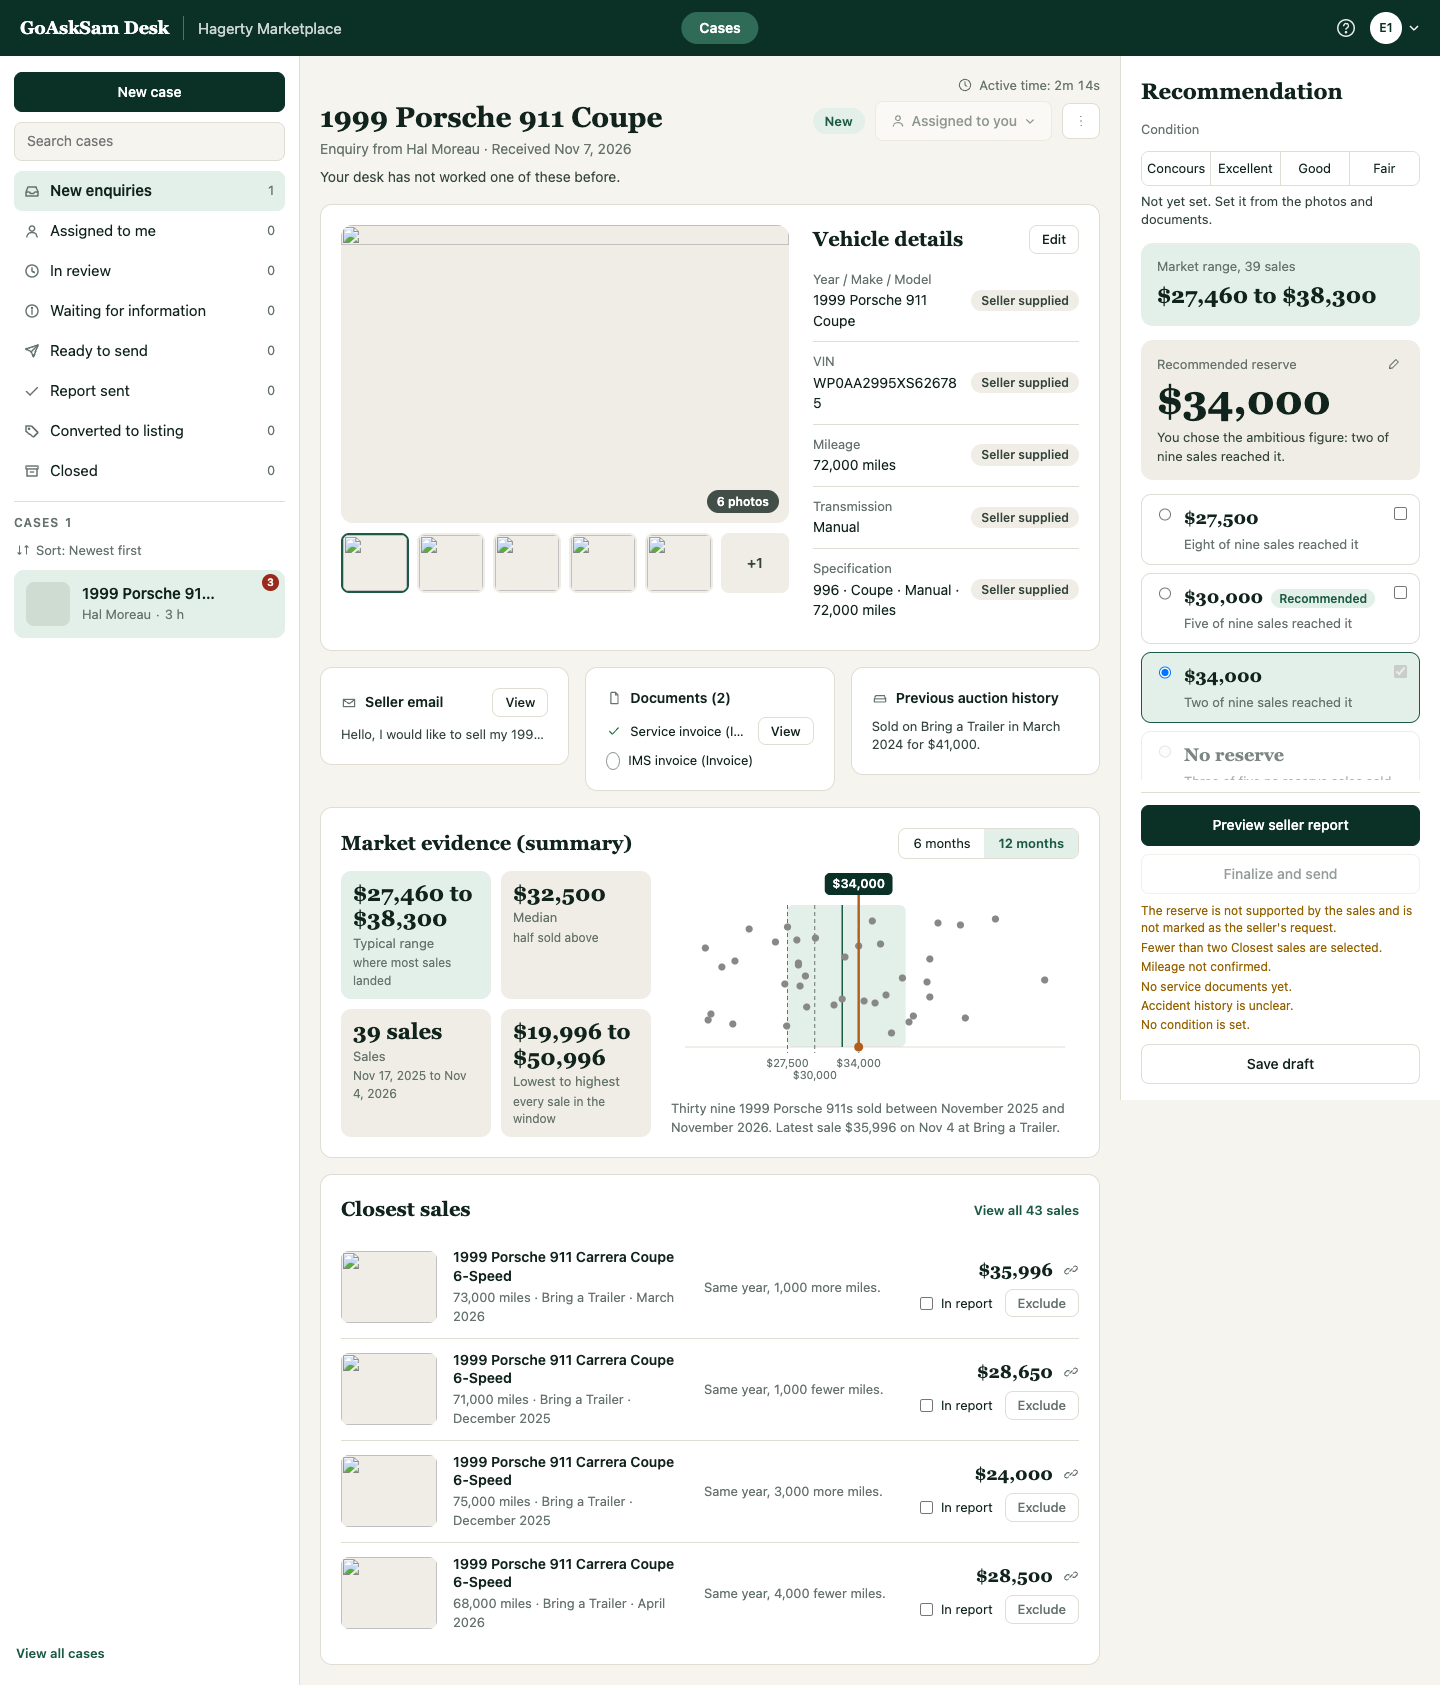 GoAskSam Desk
Hagerty Marketplace
Cases
E1
New case
Search cases
New enquiries 1
Assigned to me 0
In review 0
Waiting for information 0
Ready to send 0
Report sent 0
Converted to listing 0
Closed 0
CASES 1
Sort: Newest first
1999 Porsche 91...
3
Hal Moreau · 3 h
View all cases
Active time: 2m 14s
1999 Porsche 911 Coupe
New
Assigned to you
Enquiry from Hal Moreau · Received Nov 7, 2026
Your desk has not worked one of these before.
6 photos
+1
Vehicle details
Edit
Year / Make / Model
1999 Porsche 911
Coupe
Seller supplied
VIN
WP0AA2995XS62678
5
Seller supplied
Mileage
72,000 miles
Seller supplied
Transmission
Manual
Seller supplied
Specification
996 · Coupe · Manual ·
72,000 miles
Seller supplied
Seller email
View
Hello, I would like to sell my 199...
Documents (2)
Service invoice (I...
View
IMS invoice (Invoice)
Previous auction history
Sold on Bring a Trailer in March
2024 for $41,000.
Market evidence (summary)
6 months
12 months
$27,460 to
$38,300
Typical range
where most sales
landed
$32,500
Median
half sold above
39 sales
Sales
Nov 17, 2025 to Nov
4, 2026
$19,996 to
$50,996
Lowest to highest
every sale in the
window
$34,000
$27,500
$34,000
$30,000
Thirty nine 1999 Porsche 911s sold between November 2025 and
November 2026. Latest sale $35,996 on Nov 4 at Bring a Trailer.
Closest sales
View all 43 sales
1999 Porsche 911 Carrera Coupe
6-Speed
73,000 miles · Bring a Trailer · March
2026
Same year, 1,000 more miles.
$35,996
In report
Exclude
1999 Porsche 911 Carrera Coupe
6-Speed
71,000 miles · Bring a Trailer ·
December 2025
Same year, 1,000 fewer miles.
$28,650
In report
Exclude
1999 Porsche 911 Carrera Coupe
6-Speed
75,000 miles · Bring a Trailer ·
December 2025
Same year, 3,000 more miles.
$24,000
In report
Exclude
1999 Porsche 911 Carrera Coupe
6-Speed
68,000 miles · Bring a Trailer · April
2026
Same year, 4,000 fewer miles.
$28,500
In report
Exclude
Recommendation
Condition
Concours
Excellent
Good
Fair
Not yet set. Set it from the photos and
documents.
Market range, 39 sales
$27,460 to $38,300
Recommended reserve
$34,000
You chose the ambitious figure: two of
nine sales reached it.
$27,500
Eight of nine sales reached it
$30,000
Recommended
Five of nine sales reached it
$34,000
Two of nine sales reached it
No reserve
Three of five no reserve sales sold
Preview seller report
Finalize and send
The reserve is not supported by the sales and is
not marked as the seller's request.
Fewer than two Closest sales are selected.
Mileage not confirmed.
No service documents yet.
Accident history is unclear.
No condition is set.
Save draft